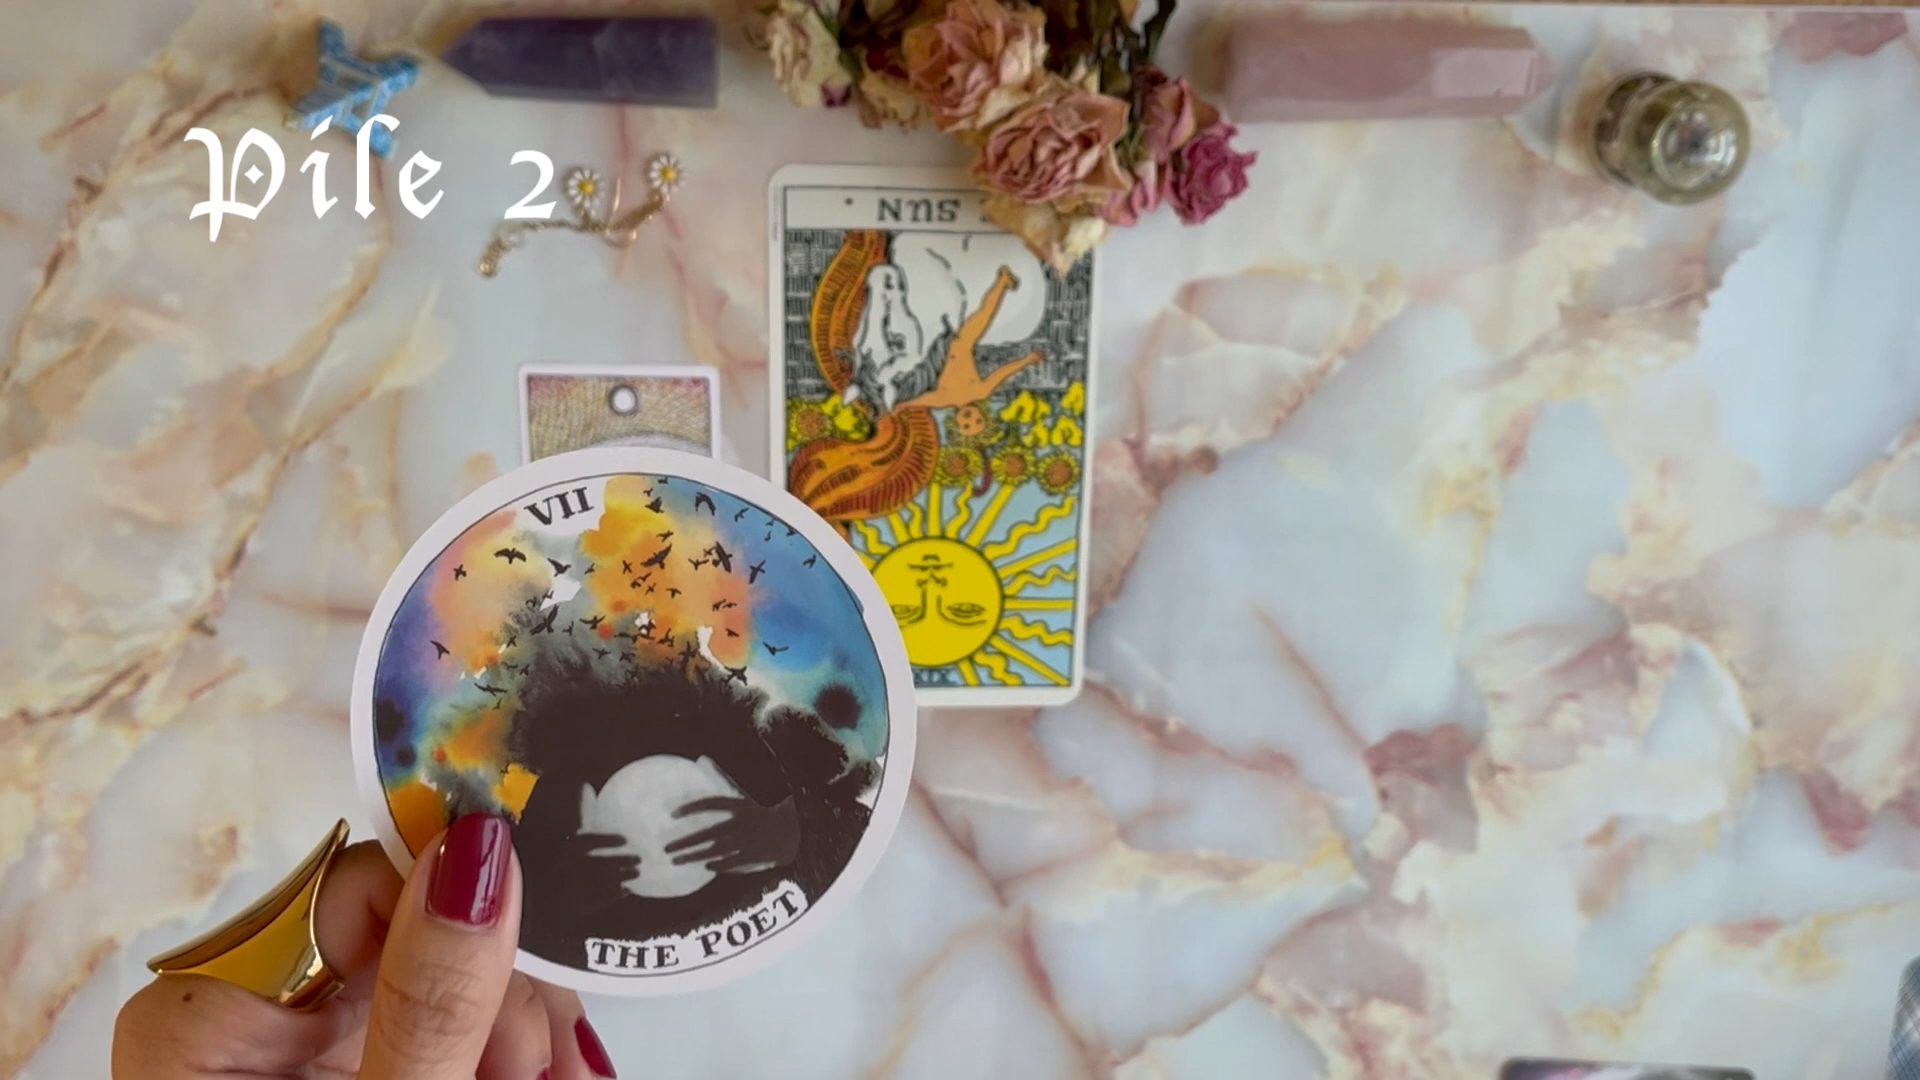 Pile 2
SUN
VII
XIX
THE POET